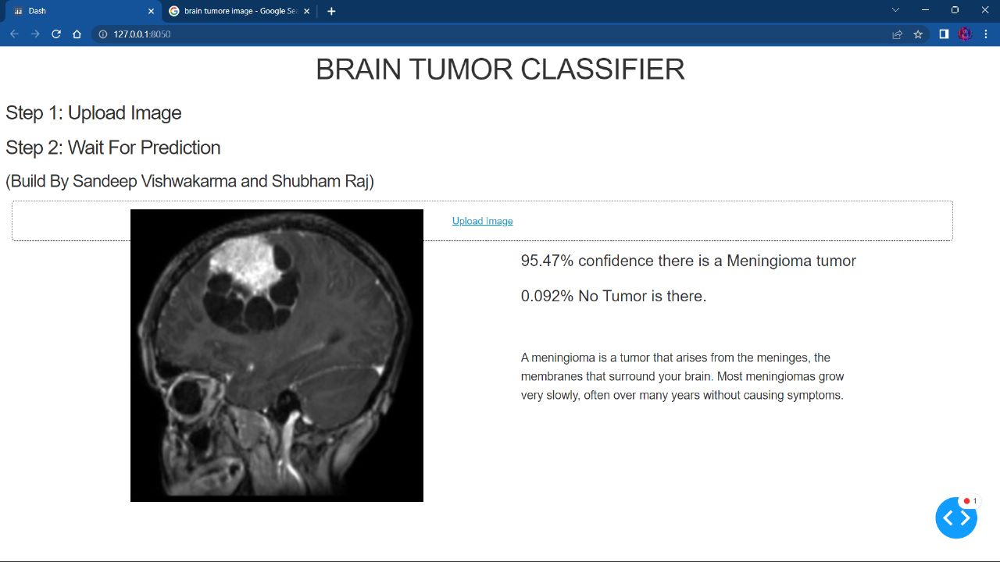 Dash
brain tumore image - Google Sea
127.0.0.1:8050
BRAIN TUMOR CLASSIFIER
Step 1: Upload Image
Step 2: Wait For Prediction
(Build By Sandeep Vishwakarma and Shubham Raj)
Upload Image
95.47% confidence there is a Meningioma tumor
0.092% No Tumor is there.
A meningioma is a tumor that arises from the meninges, the
membranes that surround your brain. Most meningiomas grow
very slowly, often over many years without causing symptoms.
1